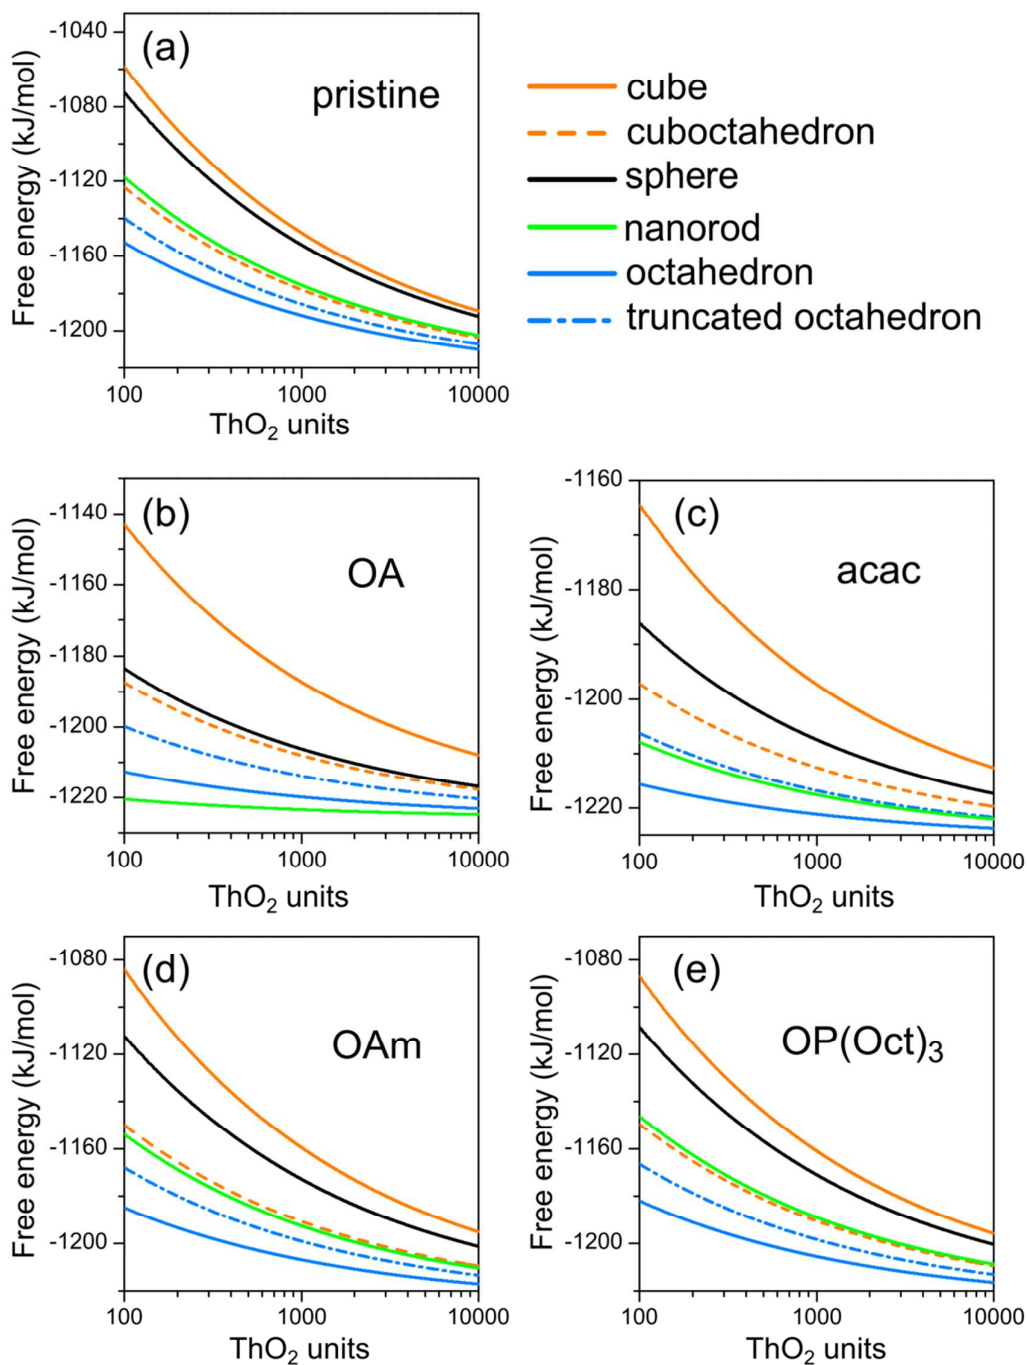 (a)
pristine
-1040
-1080
-1120
-1160
-1200
Free energy (kJ/mol)
100
1000
10000
ThO2 units
cube
cuboctahedron
sphere
nanorod
octahedron
truncated octahedron
(b)
OA
-1140
-1160
-1180
-1200
-1220
Free energy (kJ/mol)
100
1000
10000
ThO2 units
(c)
acac
-1160
-1180
-1200
-1220
Free energy (kJ/mol)
100
1000
10000
ThO2 units
(d)
OAm
-1080
-1120
-1160
-1200
Free energy (kJ/mol)
100
1000
10000
ThO2 units
(e)
OP(Oct)3
-1080
-1120
-1160
-1200
Free energy (kJ/mol)
100
1000
10000
ThO2 units